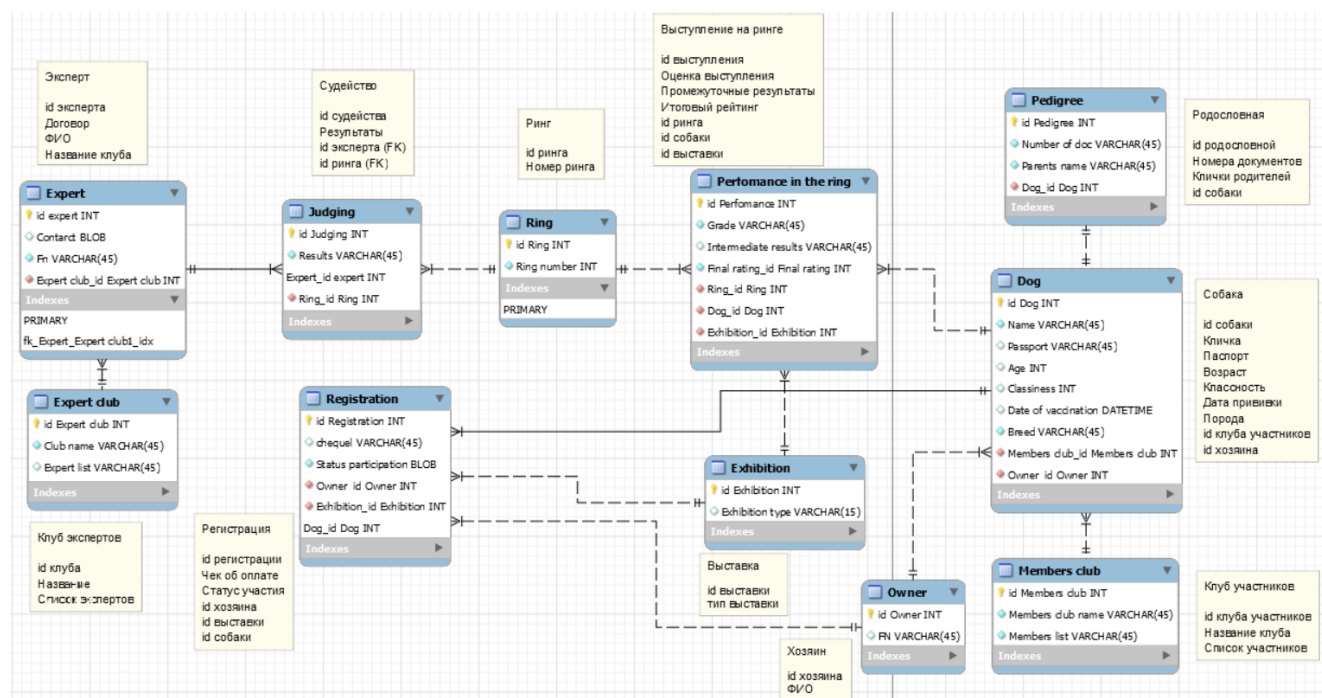 Выступление на ринге
id выступления
Оценка выступления
Промежуточные результаты
Итоговый рейтинг
id ринга
id собаки
id выставки
Эксперт
id эксперта
Договор
ФИО
Название клуба
Судейство
id судейства
Результаты
id эксперта (FK)
id ринга (FK)
Ринг
id ринга
Номер ринга
Pedigree
id Pedigree INT
Number of doc VARCHAR(45)
Parents name VARCHAR(45)
Dog_id Dog INT
Indexes
Родословная
id родословной
Номера документов
Клички родителей
id собаки
Expert
id expert INT
Contarct BLOB
Fn VARCHAR(45)
Expert club_id Expert club INT
Indexes
PRIMARY
fk_Expert_Expert club1_idx
Judging
id Judging INT
Results VARCHAR(45)
Expert_id expert INT
Ring_id Ring INT
Indexes
Ring
id Ring INT
Ring number INT
Indexes
PRIMARY
Perfomance in the ring
id Perfomance INT
Grade VARCHAR(45)
Intermediate results VARCHAR(45)
Final rating_id Final rating INT
Ring_id Ring INT
Dog_id Dog INT
Exhibition_id Exhibition INT
Indexes
Dog
id Dog INT
Name VARCHAR(45)
Passport VARCHAR(45)
Age INT
Classiness INT
Date of vaccination DATETIME
Breed VARCHAR(45)
Members club_id Members club INT
Owner_id Owner INT
Indexes
Собака
id собаки
Кличка
Паспорт
Возраст
Классность
Дата прививки
Порода
id клуба участников
id хозяина
Expert club
id Expert club INT
Club name VARCHAR(45)
Expert list VARCHAR(45)
Indexes
Registration
id Registration INT
chequel VARCHAR(45)
Status participation BLOB
Owner_id Owner INT
Exhibition_id Exhibition INT
Dog_id Dog INT
Indexes
Exhibition
id Exhibition INT
Exhibition type VARCHAR(15)
Indexes
Клуб экспертов
id клуба
Название
Список экспертов
Регистрация
id регистрации
Чек об оплате
Статус участия
id хозяина
id выставки
id собаки
Выставка
id выставки
тип выставки
Owner
id Owner INT
FN VARCHAR(45)
Indexes
Members club
id Members club INT
Members club name VARCHAR(45)
Members list VARCHAR(45)
Indexes
Клуб участников
id клуба участников
Название клуба
Список участников
Хозяин
id хозяина
ФИО